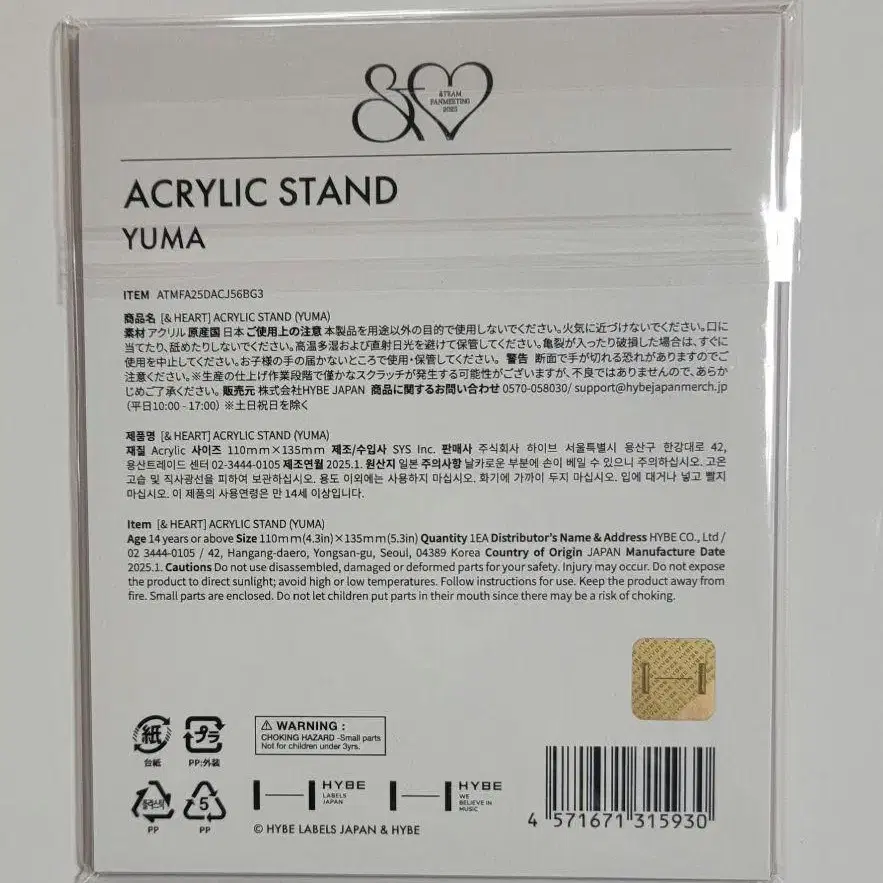 &TEAM
FANMEETING
2025
ACRYLIC STAND
YUMA
ITEM ATMFA25DACJ56BG3
商品名 [& HEART] ACRYLIC STAND (YUMA)
素材 アクリル 原産国 日本 ご使用上の注意 本製品を用途以外の目的で使用しないでください。火気に近づけないでください。口に
当てたり、舐めたりしないでください。高温多湿および直射日光を避けて保管してください。亀裂が入ったり破損した場合は、すぐに
使用を中止してください。お子様の手の届かないところで使用・保管してください。 警告 断面で手が切れる恐れがありますのでご
注意ください。※生産の仕上げ作業段階で僅かなスクラッチが発生する可能性がございますが、不良ではありませんので、あらか
じめご了承ください。販売元 株式会社HYBE JAPAN 商品に関するお問い合わせ 0570-058030/ support@hybejapanmerch.jp
(平日10:00 - 17:00) ※土日祝日を除く
제품명 [& HEART] ACRYLIC STAND (YUMA)
재질 Acrylic 사이즈 110mm×135mm 제조/수입사 SYS Inc. 판매사 주식회사 하이브 서울특별시 용산구 한강대로 42,
용산트레이드 센터 02-3444-0105 제조연월 2025.1. 원산지 일본 주의사항 날카로운 부분에 손이 베일 수 있으니 주의하십시오. 고온
고습 및 직사광선을 피하여 보관하십시오. 용도 이외에는 사용하지 마십시오. 화기에 가까이 두지 마십시오. 입에 대거나 넣고 빨지
마십시오. 이 제품의 사용연령은 만 14세 이상입니다.
Item [& HEART] ACRYLIC STAND (YUMA)
Age 14 years or above Size 110mm(4.3in)×135mm(5.3in) Quantity 1EA Distributor's Name & Address HYBE CO., Ltd /
02 3444-0105 / 42, Hangang-daero, Yongsan-gu, Seoul, 04389 Korea Country of Origin JAPAN Manufacture Date
2025.1. Cautions Do not use disassembled, damaged or deformed parts for your safety. Injury may occur. Do not expose
the product to direct sunlight; avoid high or low temperatures. Follow instructions for use. Keep the product away from
fire. Small parts are enclosed. Do not let children put parts in their mouth since there may be a risk of choking.
紙
台紙
プラ
PP:外装
⚠ WARNING :
CHOKING HAZARD -Small parts
Not for children under 3yrs.
플라스틱
PP
5
PP
HYBE
LABELS
JAPAN
HYBE
WE
BELIEVE IN
MUSIC
© HYBE LABELS JAPAN & HYBE
4 571671 315930